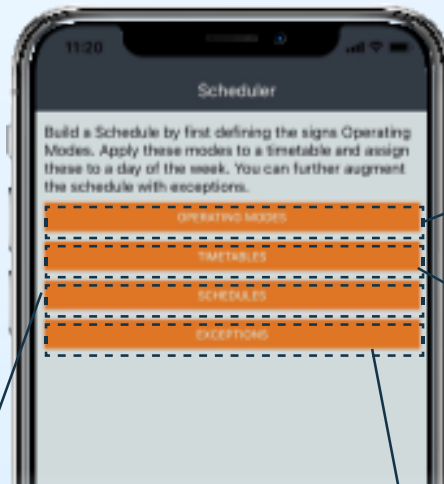 11:20
Scheduler
Build a Schedule by first defining the signs Operating
Modes. Apply these modes to a timetable and assign
these to a day of the week. You can further augment
the schedule with exceptions.
OPERATING MODES
TIMETABLES
SCHEDULES
EXCEPTIONS